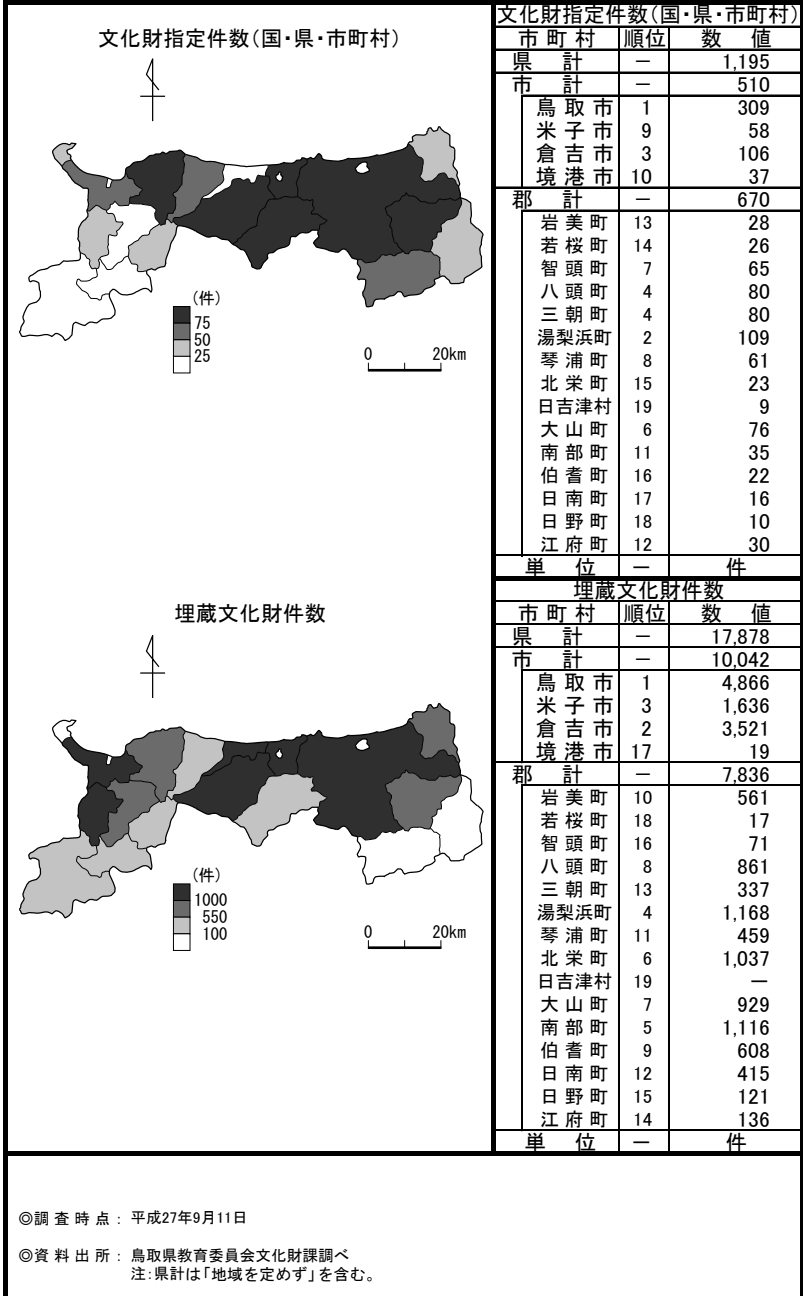 文化財指定件数(国・県・市町村)
(件)
75
50
25
0 20km
文化財指定件数(国・県・市町村)
市町村 順位 数 値
県 計 － 1,195
市 計 － 510
鳥取市 1 309
米子市 9 58
倉吉市 3 106
境港市 10 37
郡 計 － 670
岩美町 13 28
若桜町 14 26
智頭町 7 65
八頭町 4 80
三朝町 4 80
湯梨浜町 2 109
琴浦町 8 61
北栄町 15 23
日吉津村 19 9
大山町 6 76
南部町 11 35
伯耆町 16 22
日南町 17 16
日野町 18 10
江府町 12 30
単 位 － 件
埋蔵文化財件数
(件)
1000
550
100
0 20km
埋蔵文化財件数
市町村 順位 数 値
県 計 － 17,878
市 計 － 10,042
鳥取市 1 4,866
米子市 3 1,636
倉吉市 2 3,521
境港市 17 19
郡 計 － 7,836
岩美町 10 561
若桜町 18 17
智頭町 16 71
八頭町 8 861
三朝町 13 337
湯梨浜町 4 1,168
琴浦町 11 459
北栄町 6 1,037
日吉津村 19 －
大山町 7 929
南部町 5 1,116
伯耆町 9 608
日南町 12 415
日野町 15 121
江府町 14 136
単 位 － 件
◎調査時点：平成27年9月11日
◎資料出所：鳥取県教育委員会文化財課調べ
注：県計は「地域を定めず」を含む。